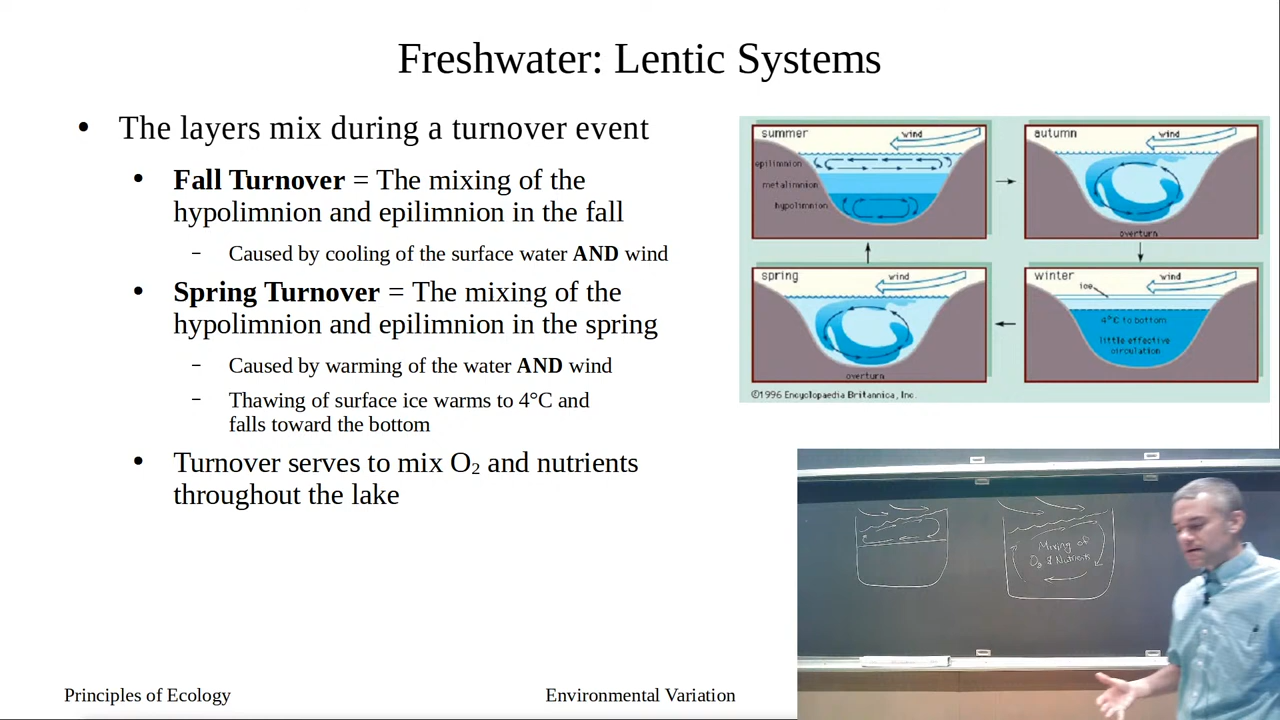 Freshwater: Lentic Systems
• The layers mix during a turnover event
• Fall Turnover = The mixing of the
hypolimnion and epilimnion in the fall
– Caused by cooling of the surface water AND wind
• Spring Turnover = The mixing of the
hypolimnion and epilimnion in the spring
– Caused by warming of the water AND wind
– Thawing of surface ice warms to 4°C and
falls toward the bottom
• Turnover serves to mix O₂ and nutrients
throughout the lake
summer
wind
epilimnion
metalimnion
hypolimnion
autumn
wind
overturn
spring
wind
overturn
winter
wind
ice
4°C to bottom
little effective
circulation
©1996 Encyclopaedia Britannica, Inc.
Mixing of
O₂ & Nutrients
Principles of Ecology
Environmental Variation